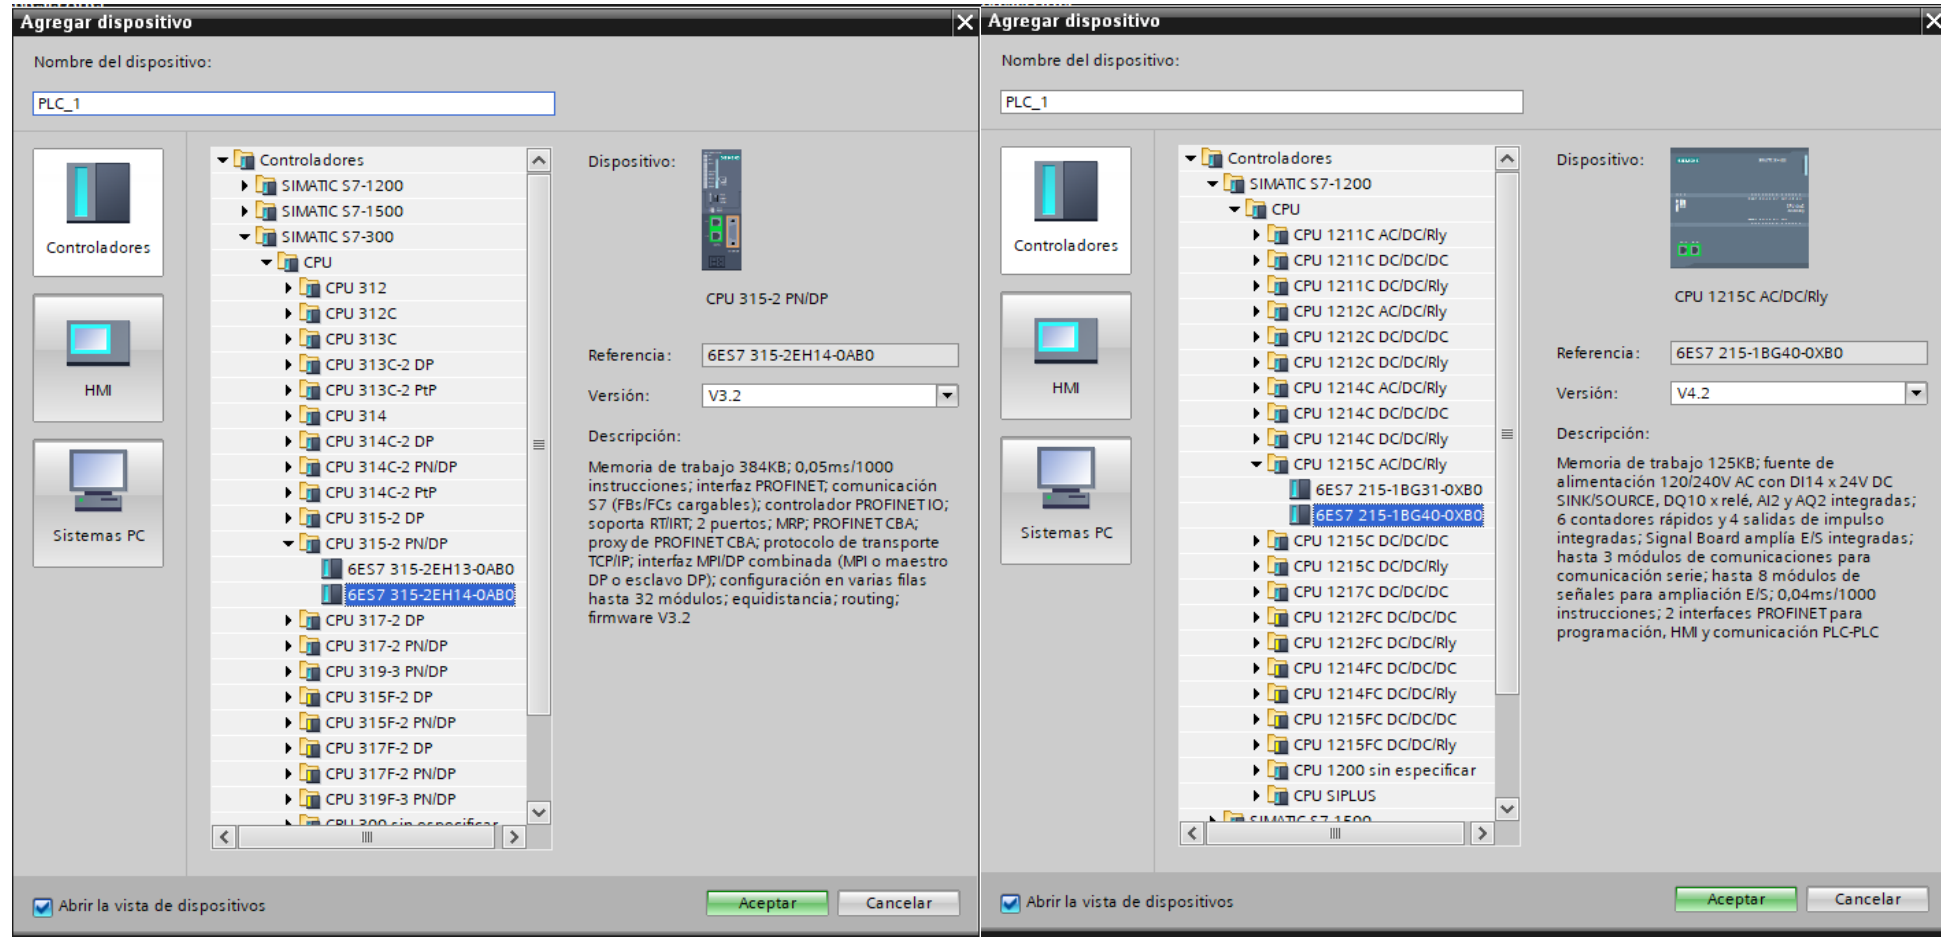 Agregar dispositivo
Nombre del dispositivo:
PLC_1
Controladores
HMI
Sistemas PC
Controladores
SIMATIC S7-1200
SIMATIC S7-1500
SIMATIC S7-300
CPU
CPU 312
CPU 312C
CPU 313C
CPU 313C-2 DP
CPU 313C-2 PtP
CPU 314
CPU 314C-2 DP
CPU 314C-2 PN/DP
CPU 314C-2 PtP
CPU 315-2 DP
CPU 315-2 PN/DP
6ES7 315-2EH13-0AB0
6ES7 315-2EH14-0AB0
CPU 317-2 DP
CPU 317-2 PN/DP
CPU 319-3 PN/DP
CPU 315F-2 DP
CPU 315F-2 PN/DP
CPU 317F-2 DP
CPU 317F-2 PN/DP
CPU 319F-3 PN/DP
CPU 300 sin especificar
Dispositivo:
CPU 315-2 PN/DP
Referencia: 6ES7 315-2EH14-0AB0
Versión: V3.2
Descripción:
Memoria de trabajo 384KB; 0,05ms/1000
instrucciones; interfaz PROFINET; comunicación
S7 (FBs/FCs cargables); controlador PROFINET IO;
soporta RT/IRT; 2 puertos; MRP; PROFINET CBA;
proxy de PROFINET CBA; protocolo de transporte
TCP/IP; interfaz MPI/DP combinada (MPI o maestro
DP o esclavo DP); configuración en varias filas
hasta 32 módulos; equidistancia; routing;
firmware V3.2
Abrir la vista de dispositivos
Aceptar
Cancelar
Agregar dispositivo
Nombre del dispositivo:
PLC_1
Controladores
HMI
Sistemas PC
Controladores
SIMATIC S7-1200
CPU
CPU 1211C AC/DC/Rly
CPU 1211C DC/DC/DC
CPU 1211C DC/DC/Rly
CPU 1212C AC/DC/Rly
CPU 1212C DC/DC/DC
CPU 1212C DC/DC/Rly
CPU 1214C AC/DC/Rly
CPU 1214C DC/DC/DC
CPU 1214C DC/DC/Rly
CPU 1215C AC/DC/Rly
6ES7 215-1BG31-0XB0
6ES7 215-1BG40-0XB0
CPU 1215C DC/DC/DC
CPU 1215C DC/DC/Rly
CPU 1217C DC/DC/DC
CPU 1212FC DC/DC/DC
CPU 1212FC DC/DC/Rly
CPU 1214FC DC/DC/DC
CPU 1214FC DC/DC/Rly
CPU 1215FC DC/DC/DC
CPU 1215FC DC/DC/Rly
CPU 1200 sin especificar
CPU SIPLUS
SIMATIC S7-1500
Dispositivo:
CPU 1215C AC/DC/Rly
Referencia: 6ES7 215-1BG40-0XB0
Versión: V4.2
Descripción:
Memoria de trabajo 125KB; fuente de
alimentación 120/240V AC con DI14 x 24V DC
SINK/SOURCE, DQ10 x relé, AI2 y AQ2 integradas;
6 contadores rápidos y 4 salidas de impulso
integradas; Signal Board amplía E/S integradas;
hasta 3 módulos de comunicaciones para
comunicación serie; hasta 8 módulos de
señales para ampliación E/S; 0,04ms/1000
instrucciones; 2 interfaces PROFINET para
programación, HMI y comunicación PLC-PLC
Abrir la vista de dispositivos
Aceptar
Cancelar